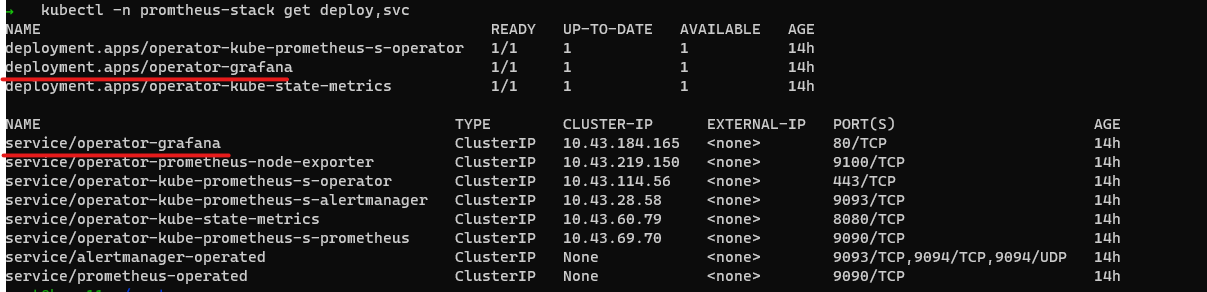 → kubectl -n promtheus-stack get deploy,svc
NAME READY UP-TO-DATE AVAILABLE AGE
deployment.apps/operator-kube-prometheus-s-operator 1/1 1 1 14h
deployment.apps/operator-grafana 1/1 1 1 14h
deployment.apps/operator-kube-state-metrics 1/1 1 1 14h
NAME TYPE CLUSTER-IP EXTERNAL-IP PORT(S) AGE
service/operator-grafana ClusterIP 10.43.184.165 <none> 80/TCP 14h
service/operator-prometheus-node-exporter ClusterIP 10.43.219.150 <none> 9100/TCP 14h
service/operator-kube-prometheus-s-operator ClusterIP 10.43.114.56 <none> 443/TCP 14h
service/operator-kube-prometheus-s-alertmanager ClusterIP 10.43.28.58 <none> 9093/TCP 14h
service/operator-kube-state-metrics ClusterIP 10.43.60.79 <none> 8080/TCP 14h
service/operator-kube-prometheus-s-prometheus ClusterIP 10.43.69.70 <none> 9090/TCP 14h
service/alertmanager-operated ClusterIP None <none> 9093/TCP,9094/TCP,9094/UDP 14h
service/prometheus-operated ClusterIP None <none> 9090/TCP 14h